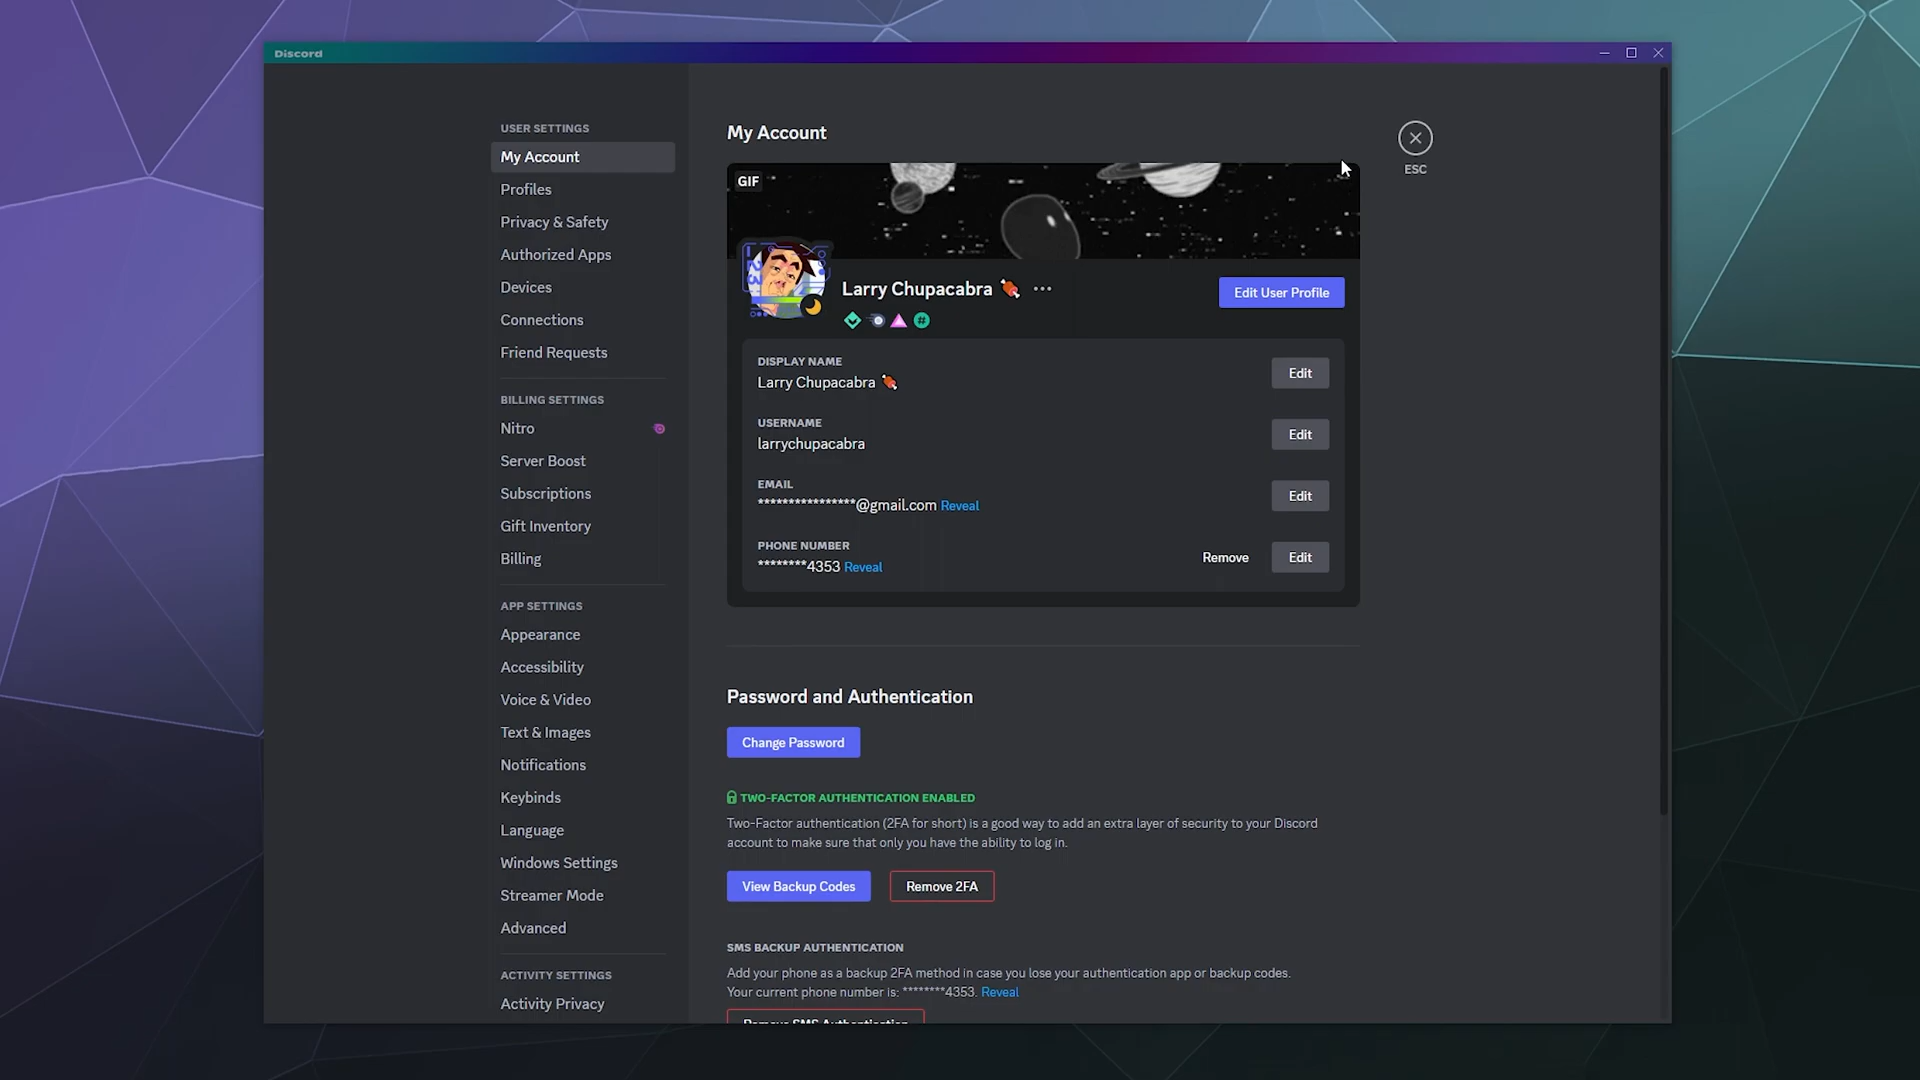 Discord
USER SETTINGS
My Account
Profiles
Privacy & Safety
Authorized Apps
Devices
Connections
Friend Requests
BILLING SETTINGS
Nitro
Server Boost
Subscriptions
Gift Inventory
Billing
APP SETTINGS
Appearance
Accessibility
Voice & Video
Text & Images
Notifications
Keybinds
Language
Windows Settings
Streamer Mode
Advanced
ACTIVITY SETTINGS
Activity Privacy
My Account
ESC
GIF
Larry Chupacabra 🍖 ···
Edit User Profile
DISPLAY NAME
Larry Chupacabra 🍖
Edit
USERNAME
larrychupacabra
Edit
EMAIL
****************@gmail.com Reveal
Edit
PHONE NUMBER
********4353 Reveal
Remove Edit
Password and Authentication
Change Password
TWO-FACTOR AUTHENTICATION ENABLED
Two-Factor authentication (2FA for short) is a good way to add an extra layer of security to your Discord
account to make sure that only you have the ability to log in.
View Backup Codes Remove 2FA
SMS BACKUP AUTHENTICATION
Add your phone as a backup 2FA method in case you lose your authentication app or backup codes.
Your current phone number is: ********4353. Reveal
Remove SMS Authentication